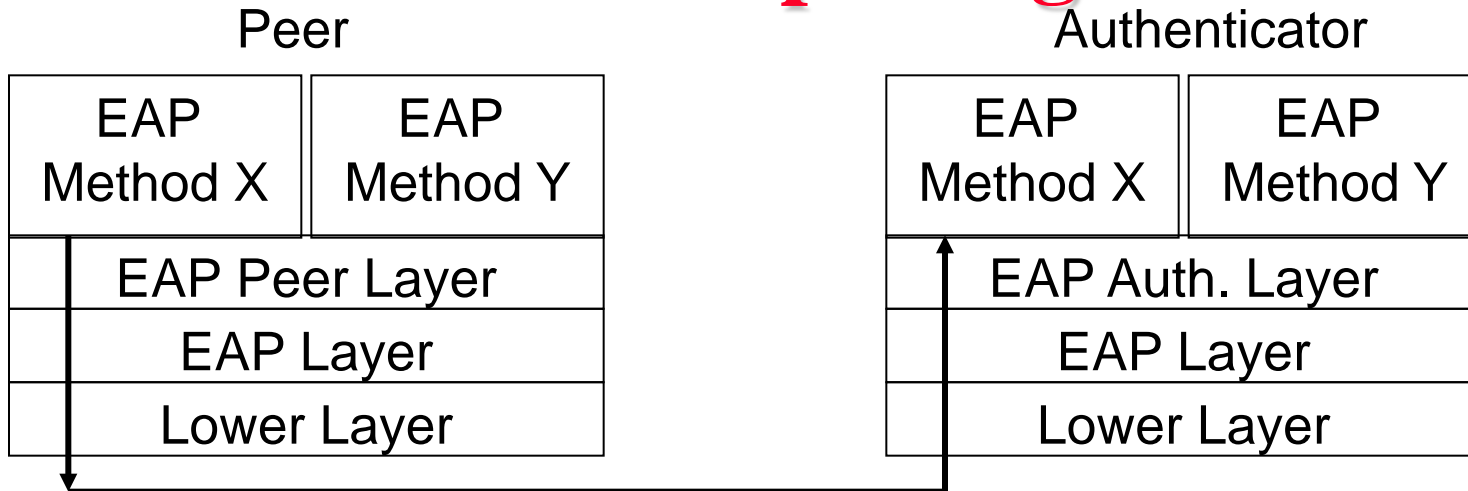 Peer
Authenticator
EAP Method X
EAP Method Y
EAP Method X
EAP Method Y
EAP Peer Layer
EAP Auth. Layer
EAP Layer
EAP Layer
Lower Layer
Lower Layer